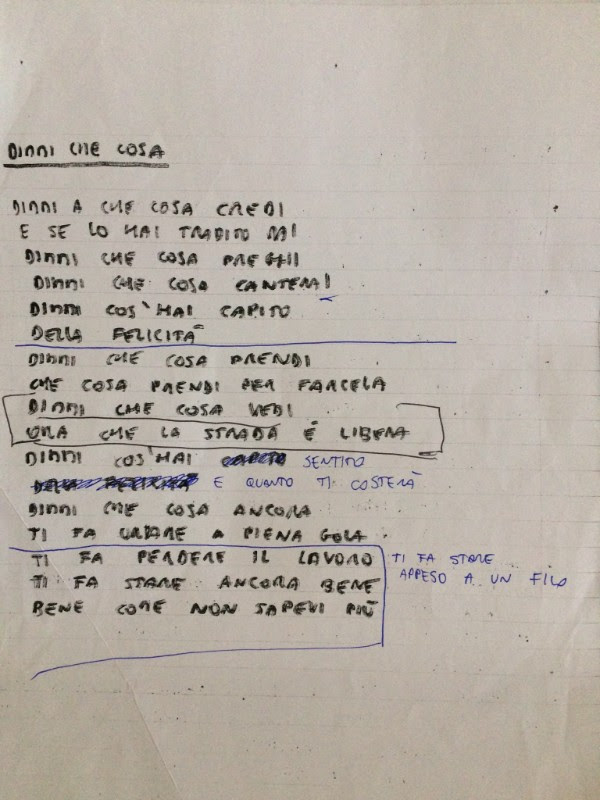 DIMMI CHE COSA
DIMMI A CHE COSA CREDI
E SE LO HAI TRADITO MAI
DIMMI CHE COSA PREGHI
DIMMI CHE COSA CANTERAI
DIMMI COS'HAI CAPITO
DELLA FELICITÀ
DIMMI CHE COSA PRENDI
CHE COSA PRENDI PER FARCELA
DIMMI CHE COSA VEDI
ORA CHE LA STRADA É LIBERA
DIMMI COS'HAI CAPITO SENTITO
DELLA FELICITÀ E QUANTO TI COSTERÀ
DIMMI CHE COSA ANCORA
TI FA URLARE A PIENA GOLA
TI FA PERDERE IL LAVORO TI FA STARE
TI FA STARE ANCORA BENE APPESO A UN FILO
BENE COME NON SAPEVI PIÙ